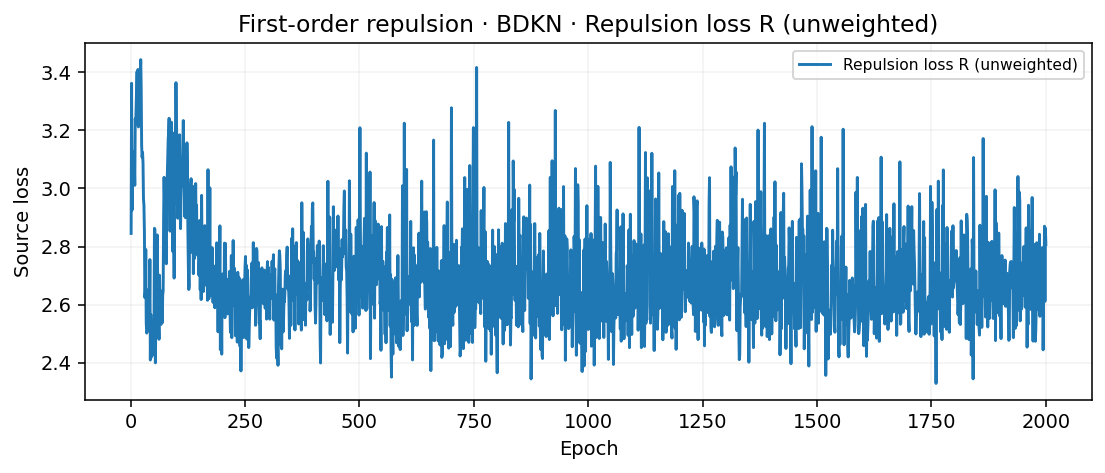 First-order repulsion · BDKN · Repulsion loss R (unweighted)
Repulsion loss R (unweighted)
Source loss
3.4
3.2
3.0
2.8
2.6
2.4
0 250 500 750 1000 1250 1500 1750 2000
Epoch